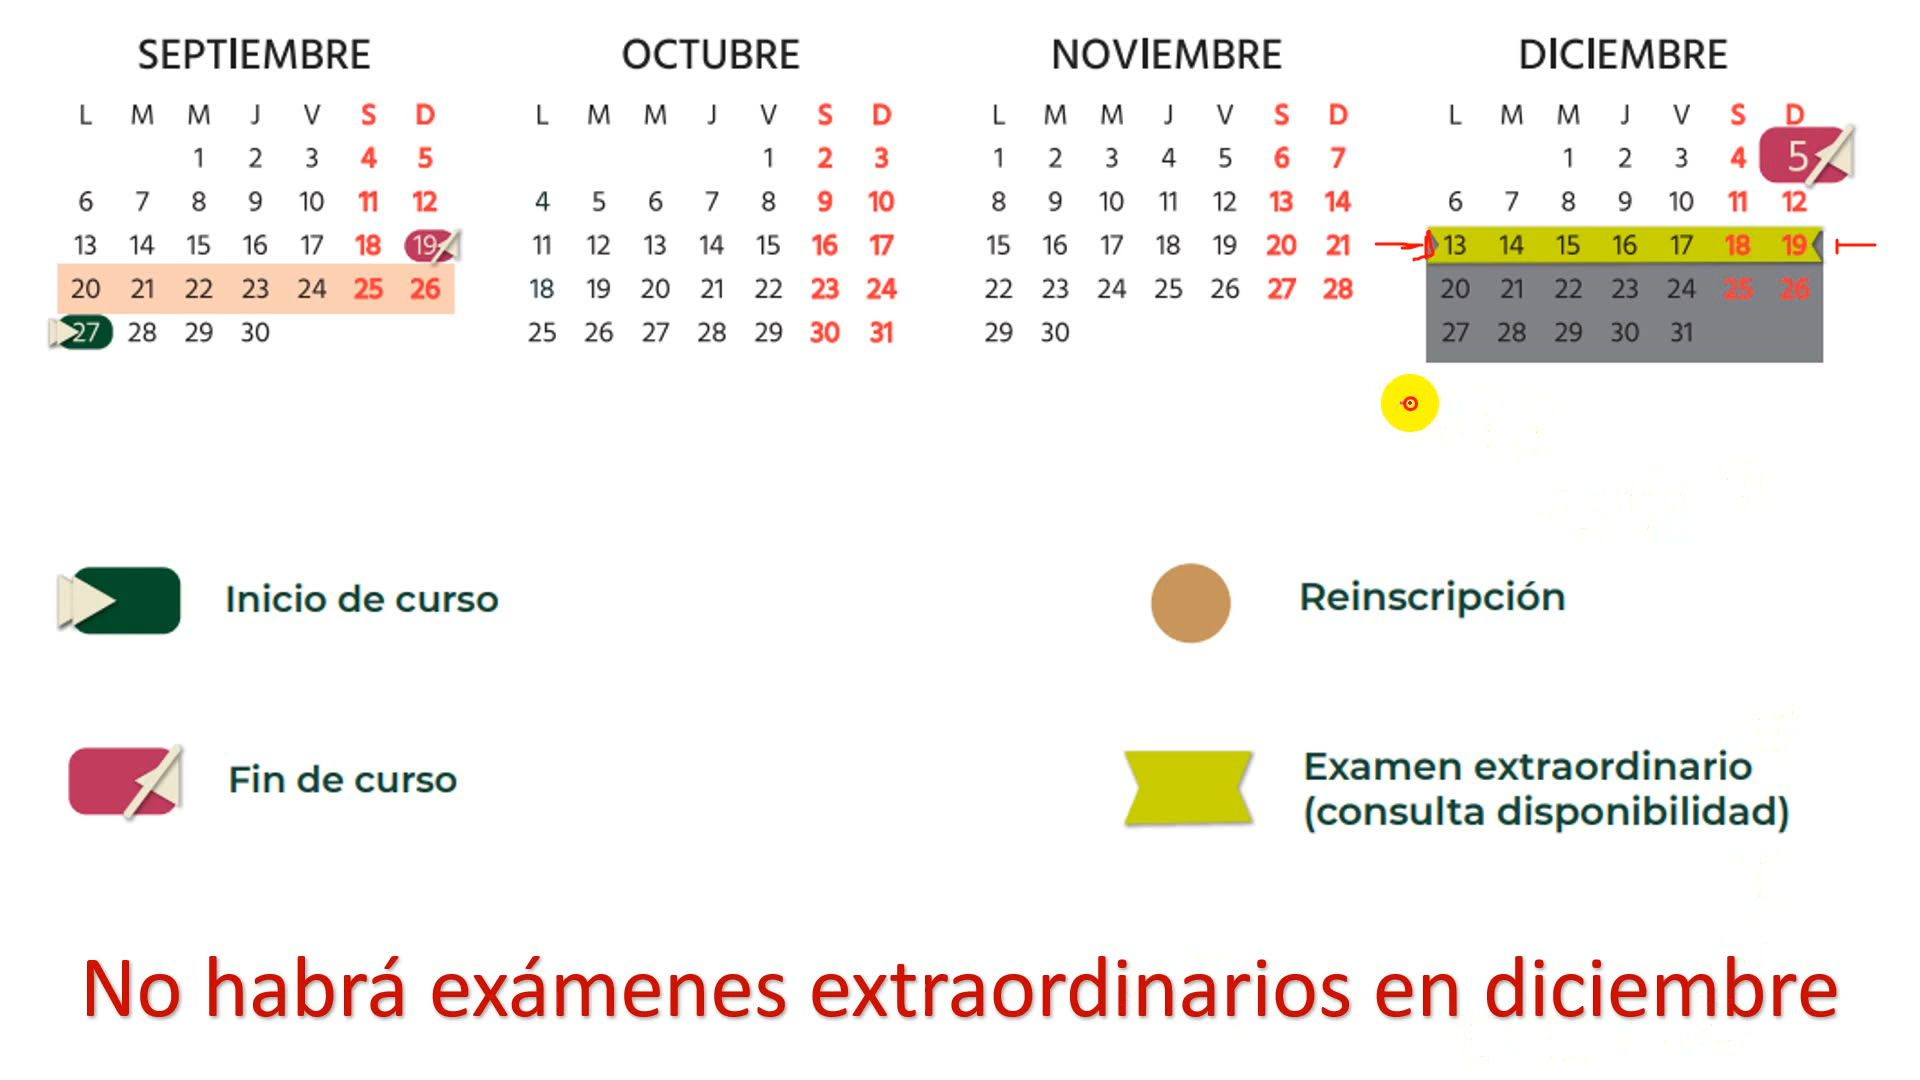 SEPTIEMBRE
L M M J V S D
1 2 3 4 5
6 7 8 9 10 11 12
13 14 15 16 17 18 19
20 21 22 23 24 25 26
27 28 29 30
OCTUBRE
L M M J V S D
1 2 3
4 5 6 7 8 9 10
11 12 13 14 15 16 17
18 19 20 21 22 23 24
25 26 27 28 29 30 31
NOVIEMBRE
L M M J V S D
1 2 3 4 5 6 7
8 9 10 11 12 13 14
15 16 17 18 19 20 21
22 23 24 25 26 27 28
29 30
DICIEMBRE
L M M J V S D
1 2 3 4 5
6 7 8 9 10 11 12
13 14 15 16 17 18 19
20 21 22 23 24 25 26
27 28 29 30 31
Inicio de curso
Reinscripción
Fin de curso
Examen extraordinario
(consulta disponibilidad)
No habrá exámenes extraordinarios en diciembre